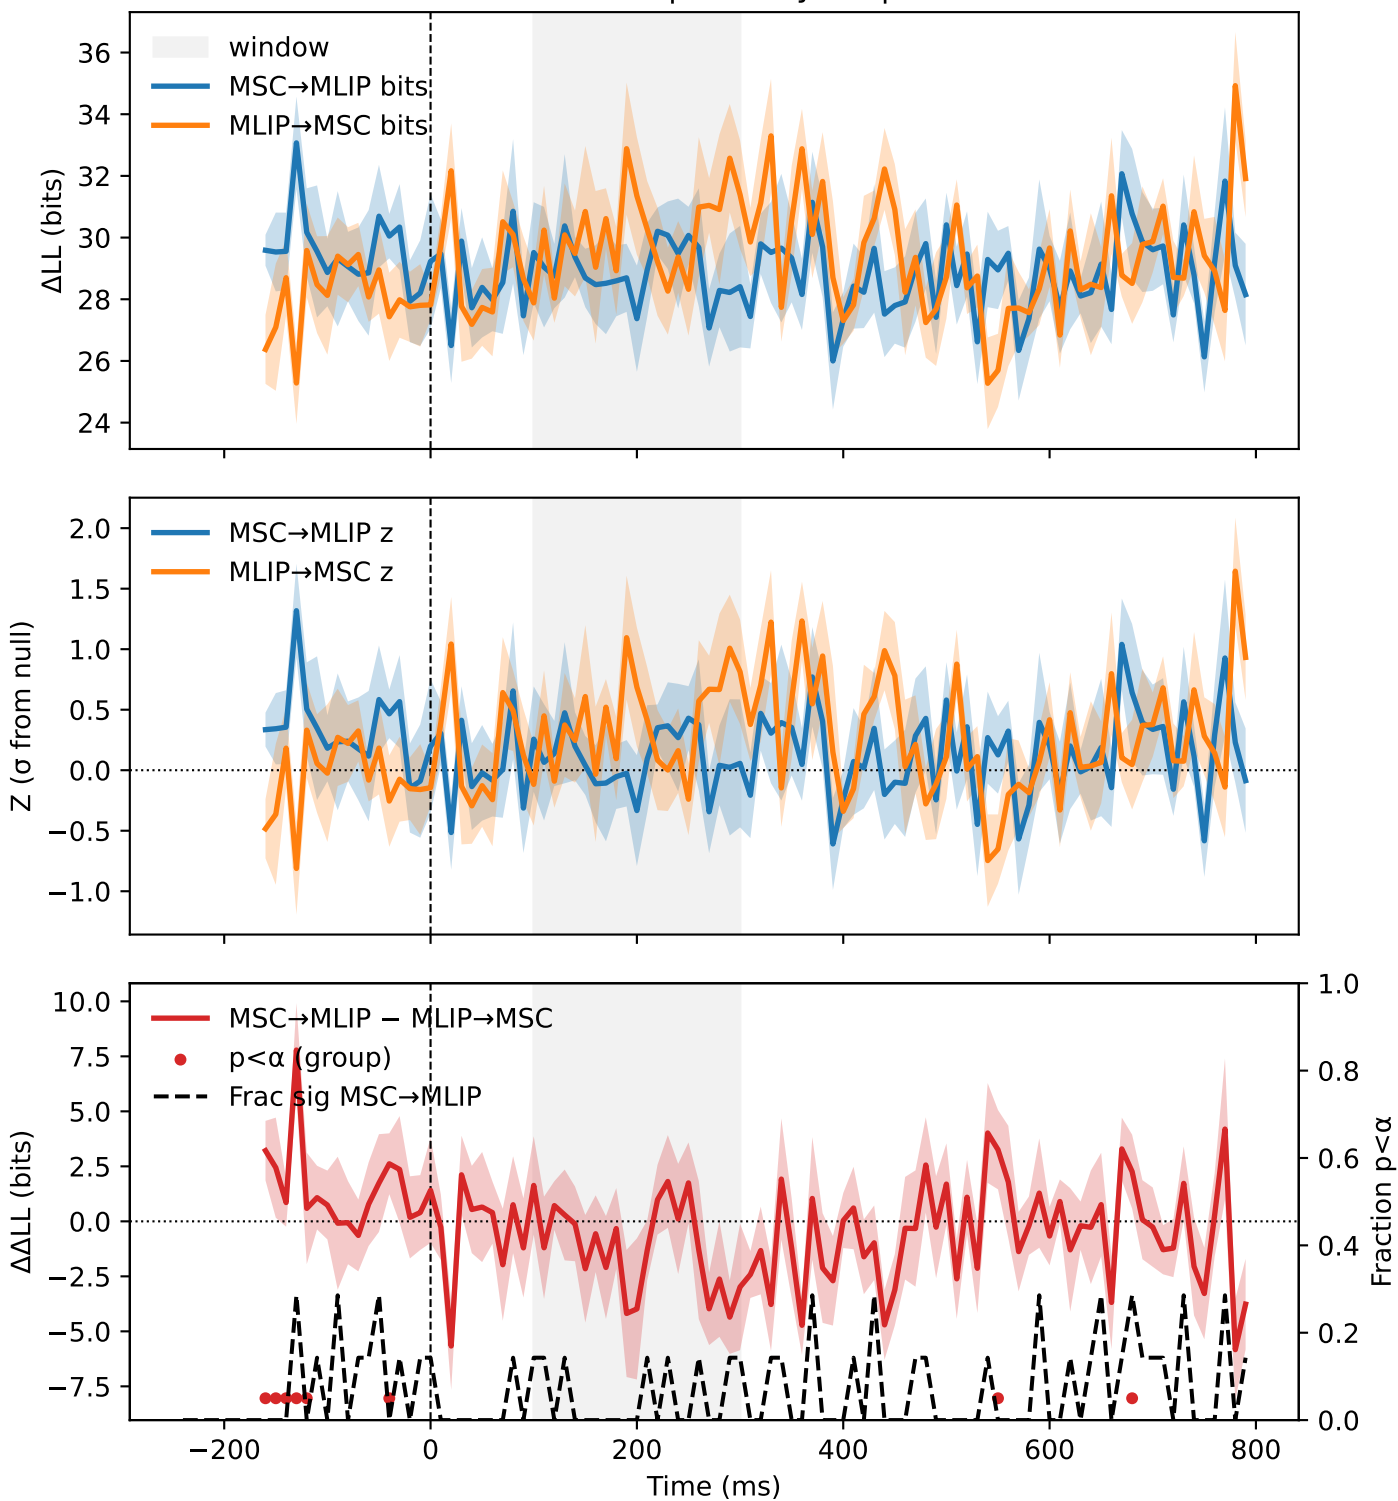 36
34
32
30
28
26
24
ΔLL (bits)
window
MSC→MLIP bits
MLIP→MSC bits
2.0
1.5
1.0
0.5
0.0
−0.5
−1.0
Z (σ from null)
MSC→MLIP z
MLIP→MSC z
10.0
7.5
5.0
2.5
0.0
−2.5
−5.0
−7.5
ΔΔLL (bits)
MSC→MLIP − MLIP→MSC
p<α (group)
Frac sig MSC→MLIP
1.0
0.8
0.6
0.4
0.2
0.0
Fraction p<α
−200 0 200 400 600 800
Time (ms)